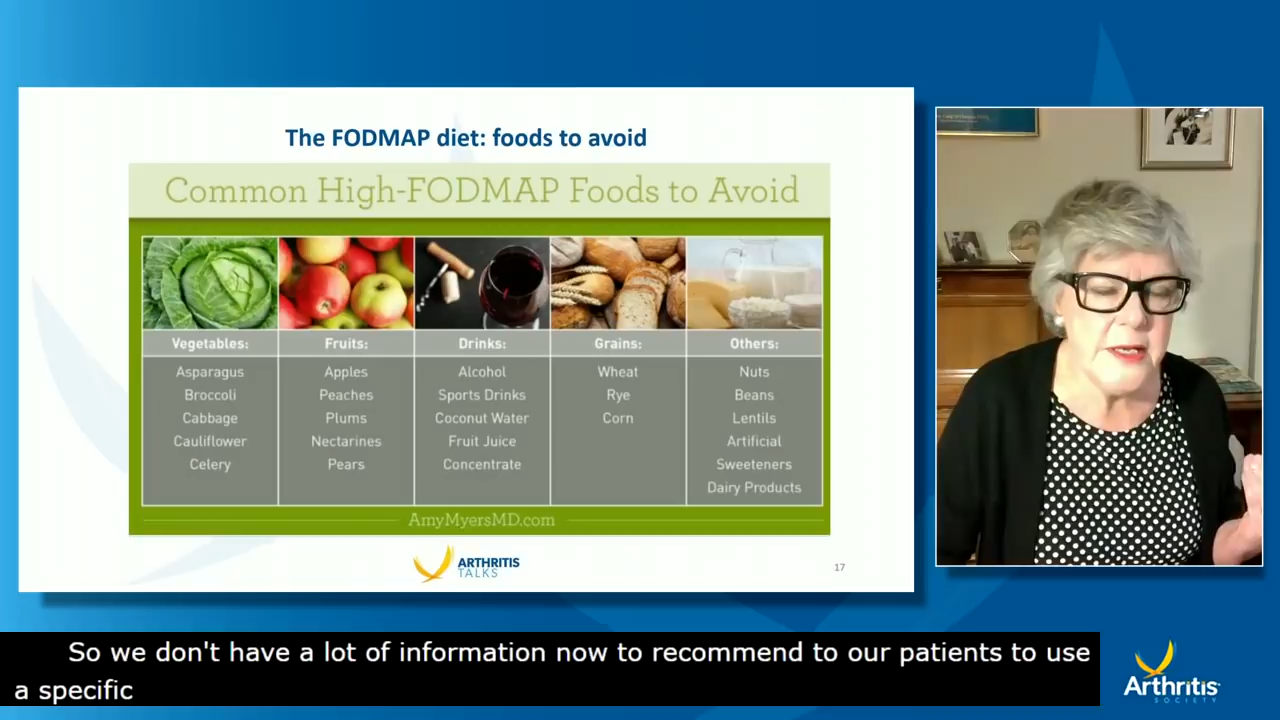 The FODMAP diet: foods to avoid
Common High-FODMAP Foods to Avoid
Vegetables:
Asparagus
Broccoli
Cabbage
Cauliflower
Celery
Fruits:
Apples
Peaches
Plums
Nectarines
Pears
Drinks:
Alcohol
Sports Drinks
Coconut Water
Fruit Juice
Concentrate
Grains:
Wheat
Rye
Corn
Others:
Nuts
Beans
Lentils
Artificial
Sweeteners
Dairy Products
AmyMyersMD.com
ARTHRITIS
TALKS
17
So we don't have a lot of information now to recommend to our patients to use
a specific
Arthritis
SOCIETY